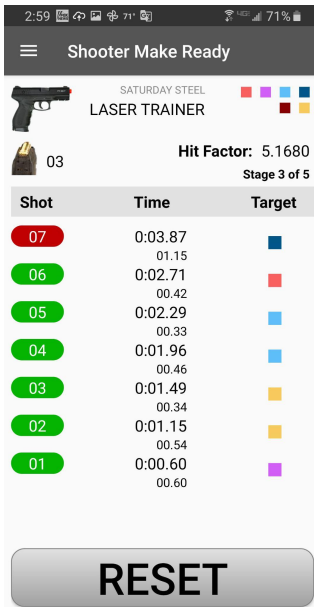 2:59 71° 71%
Shooter Make Ready
SATURDAY STEEL
LASER TRAINER
03
Hit Factor: 5.1680
Stage 3 of 5
Shot Time Target
07 0:03.87
01.15
06 0:02.71
00.42
05 0:02.29
00.33
04 0:01.96
00.46
03 0:01.49
00.34
02 0:01.15
00.54
01 0:00.60
00.60
RESET